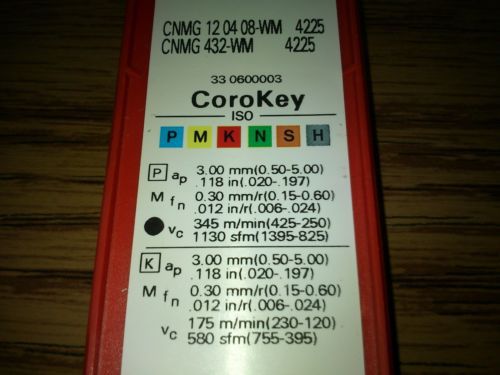 CNMG 12 04 08-WM 4225
CNMG 432-WM 4225
33 0600003
CoroKey
ISO
P M K N S H
P ap 3.00 mm(0.50-5.00)
.118 in(.020-.197)
M fn 0.30 mm/r(0.15-0.60)
.012 in/r(.006-.024)
vc 345 m/min(425-250)
1130 sfm(1395-825)
K ap 3.00 mm(0.50-5.00)
.118 in(.020-.197)
M fn 0.30 mm/r(0.15-0.60)
.012 in/r(.006-.024)
vc 175 m/min(230-120)
580 sfm(755-395)